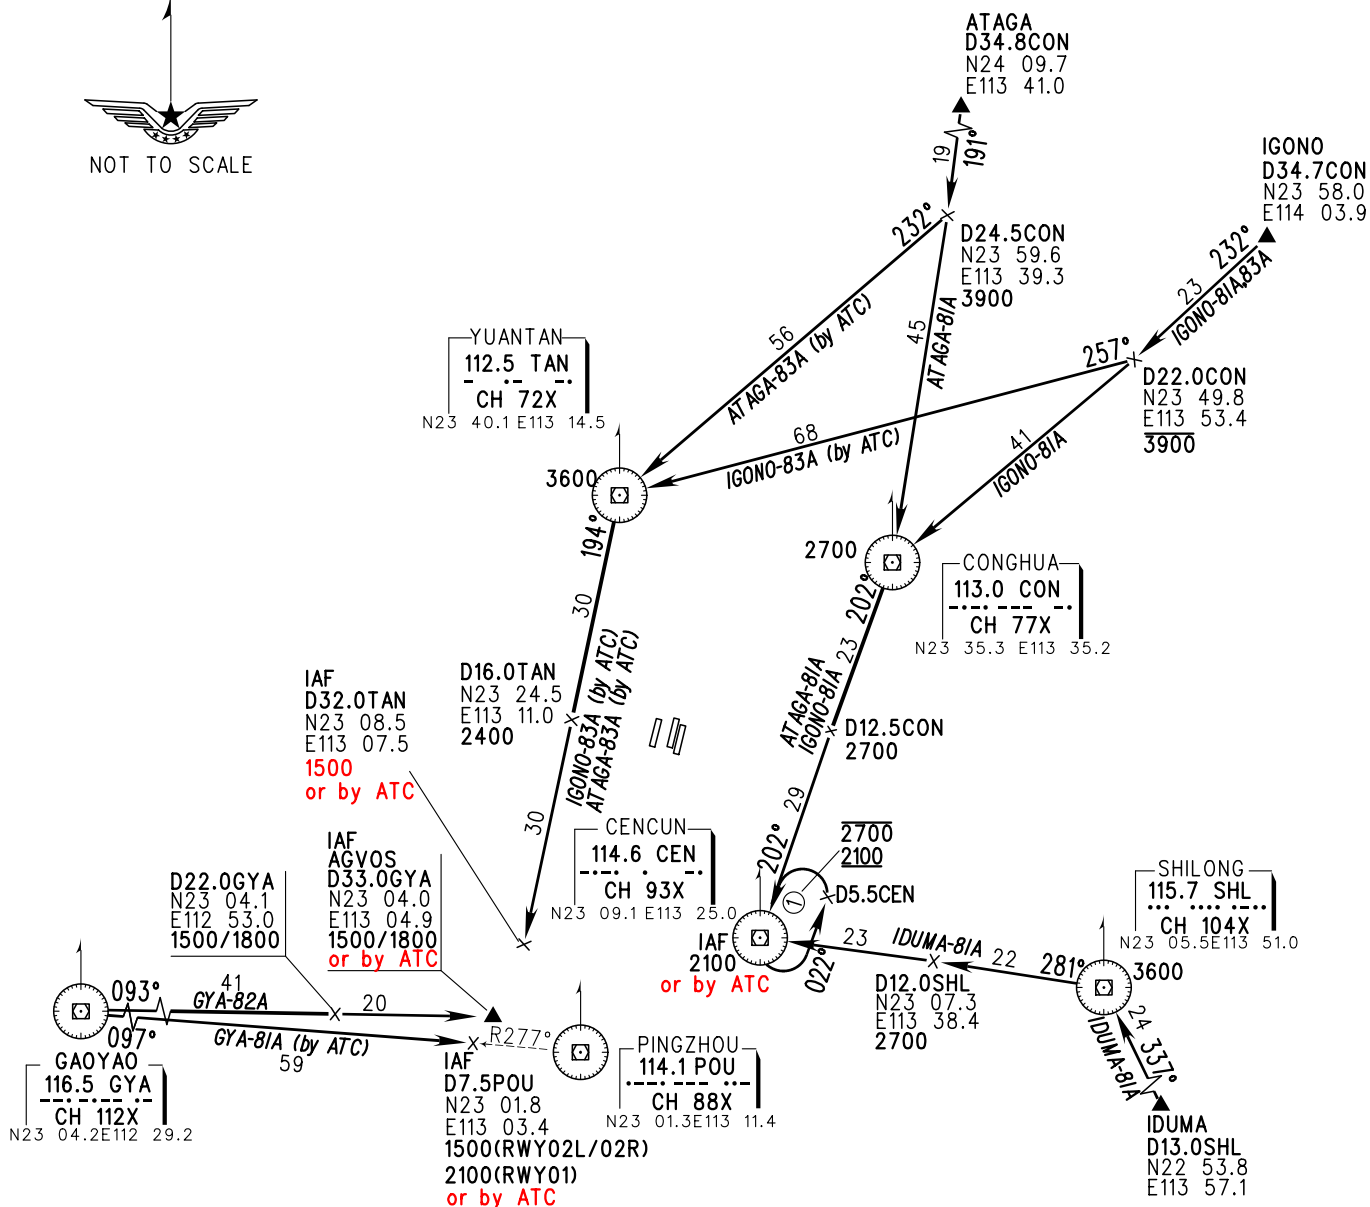 NOT TO SCALE
ATAGA
D34.8CON
N24 09.7
E113 41.0
19
191°
IGONO
D34.7CON
N23 58.0
E114 03.9
232°
23
IGONO-81A,83A
232°
D24.5CON
N23 59.6
E113 39.3
3900
56
ATAGA-83A (by ATC)
45
ATAGA-81A
257°
D22.0CON
N23 49.8
E113 53.4
3900
68
IGONO-83A (by ATC)
41
IGONO-81A
YUANTAN
112.5 TAN
CH 72X
N23 40.1 E113 14.5
3600
194°
30
2700
CONGHUA
113.0 CON
CH 77X
N23 35.3 E113 35.2
202°
23
ATAGA-81A
IGONO-81A
D12.5CON
2700
29
202°
IAF
D32.0TAN
N23 08.5
E113 07.5
1500
or by ATC
D16.0TAN
N23 24.5
E113 11.0
2400
IGONO-83A (by ATC)
ATAGA-83A (by ATC)
30
CENCUN
114.6 CEN
CH 93X
N23 09.1 E113 25.0
2700
2100
1
D5.5CEN
022°
IAF
2100
or by ATC
23
IDUMA-81A
22
281°
D12.0SHL
N23 07.3
E113 38.4
2700
SHILONG
115.7 SHL
CH 104X
N23 05.5E113 51.0
3600
24
337°
IDUMA-81A
IDUMA
D13.0SHL
N22 53.8
E113 57.1
D22.0GYA
N23 04.1
E112 53.0
1500/1800
IAF
AGVOS
D33.0GYA
N23 04.0
E113 04.9
1500/1800
or by ATC
093°
41
GYA-82A
20
097°
GYA-81A (by ATC)
59
GAOYAO
116.5 GYA
CH 112X
N23 04.2E112 29.2
R277°
IAF
D7.5POU
N23 01.8
E113 03.4
1500(RWY02L/02R)
2100(RWY01)
or by ATC
PINGZHOU
114.1 POU
CH 88X
N23 01.3E113 11.4